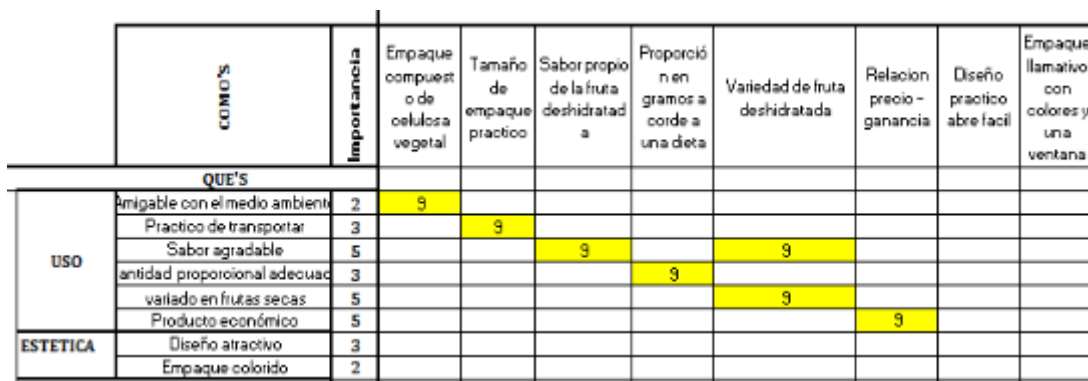 COMO'S
Importancia
Empaque
compuest
o de
celulosa
vegetal
Tamaño
de
empaque
practico
Sabor propio
de la fruta
deshidratad
a
Proporció
n en
gramos a
corde a
una dieta
Variedad de fruta
deshidratada
Relacion
precio -
ganancia
Diseño
practico
abre facil
Empaque
llamativo
con
colores y
una
ventana
QUE'S
USO
Amigable con el medio ambient 2 9
Practico de transportar 3 9
Sabor agradable 5 9 9
antidad proporcional adecuad 3 9
variado en frutas secas 5 9
Producto económico 5 9
ESTETICA
Diseño atractivo 3
Empaque colorido 2